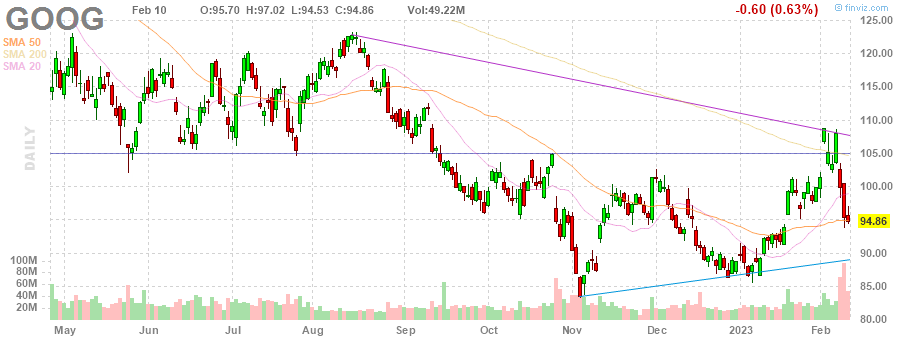 GOOG Feb 10 O:95.70 H:97.02 L:94.53 C:94.86 Vol:49.22M -0.60 (0.63%) © finviz.com
SMA 50
SMA 200
SMA 20
DAILY
125.00
120.00
115.00
110.00
105.00
100.00
94.86
90.00
85.00
80.00
100M
80M
60M
40M
20M
May Jun Jul Aug Sep Oct Nov Dec 2023 Feb